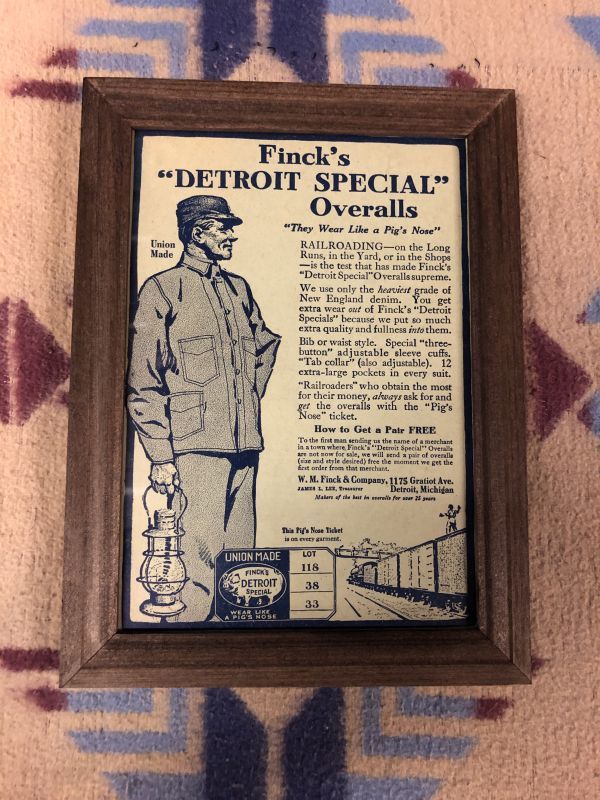 Finck's
"DETROIT SPECIAL"
Overalls
"They Wear Like a Pig's Nose"
Union
Made
RAILROADING—on the Long
Runs, in the Yard, or in the Shops
—is the test that has made Finck's
"Detroit Special" Overalls supreme.
We use only the heaviest grade of
New England denim. You get
extra wear out of Finck's "Detroit
Specials" because we put so much
extra quality and fullness into them.
Bib or waist style. Special "three-
button" adjustable sleeve cuffs.
"Tab collar" (also adjustable). 12
extra-large pockets in every suit.
"Railroaders" who obtain the most
for their money, always ask for and
get the overalls with the "Pig's
Nose" ticket.
How to Get a Pair FREE
To the first man sending us the name of a merchant
in a town where Finck's "Detroit Special" Overalls
are not now for sale, we will send a pair of overalls
(size and style desired) free the moment we get the
first order from that merchant.
W. M. Finck & Company, 1175 Gratiot Ave.
JAMES L. LEE, Treasurer Detroit, Michigan
Makers of the best in overalls for over 25 years
This Pig's Nose Ticket
is on every garment.
UNION MADE
FINCK'S
"DETROIT
SPECIAL"
WEAR LIKE
A PIG'S NOSE
LOT
118
38
33